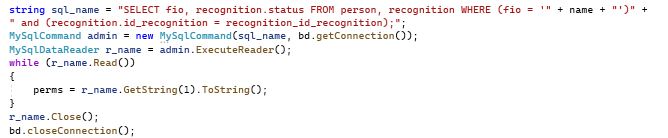 string sql_name = "SELECT fio, recognition.status FROM person, recognition WHERE (fio = '" + name + "')" +
" and (recognition.id_recognition = recognition_id_recognition);";
MySqlCommand admin = new MySqlCommand(sql_name, bd.getConnection());
MySqlDataReader r_name = admin.ExecuteReader();
while (r_name.Read())
{
perms = r_name.GetString(1).ToString();
}
r_name.Close();
bd.closeConnection();